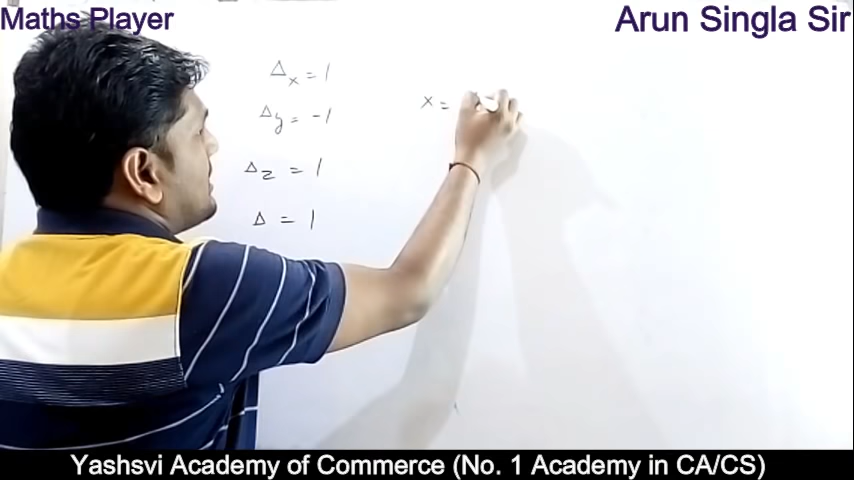 Maths Player
Arun Singla Sir
Δx = 1
Δy = -1
Δz = 1
Δ = 1
x =
Yashsvi Academy of Commerce (No. 1 Academy in CA/CS)